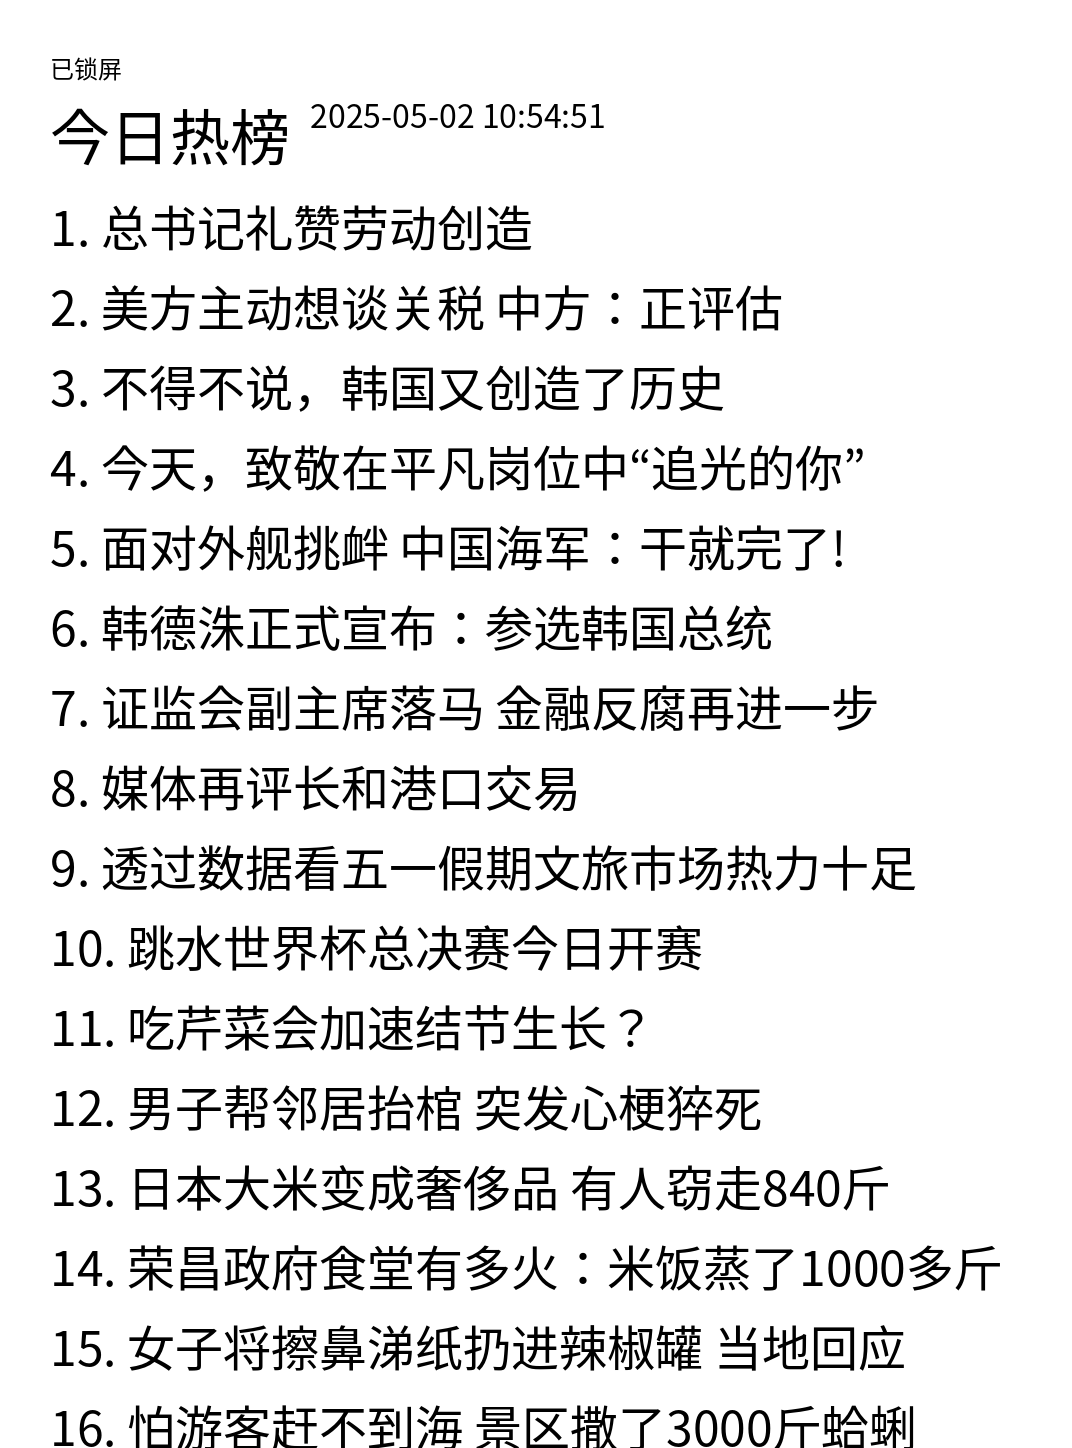 已锁屏
今日热榜 2025-05-02 10:54:51
1. 总书记礼赞劳动创造
2. 美方主动想谈关税 中方：正评估
3. 不得不说，韩国又创造了历史
4. 今天，致敬在平凡岗位中“追光的你”
5. 面对外舰挑衅 中国海军：干就完了!
6. 韩德洙正式宣布：参选韩国总统
7. 证监会副主席落马 金融反腐再进一步
8. 媒体再评长和港口交易
9. 透过数据看五一假期文旅市场热力十足
10. 跳水世界杯总决赛今日开赛
11. 吃芹菜会加速结节生长？
12. 男子帮邻居抬棺 突发心梗猝死
13. 日本大米变成奢侈品 有人窃走840斤
14. 荣昌政府食堂有多火：米饭蒸了1000多斤
15. 女子将擦鼻涕纸扔进辣椒罐 当地回应
16. 怕游客赶不到海 景区撒了3000斤蛤蜊